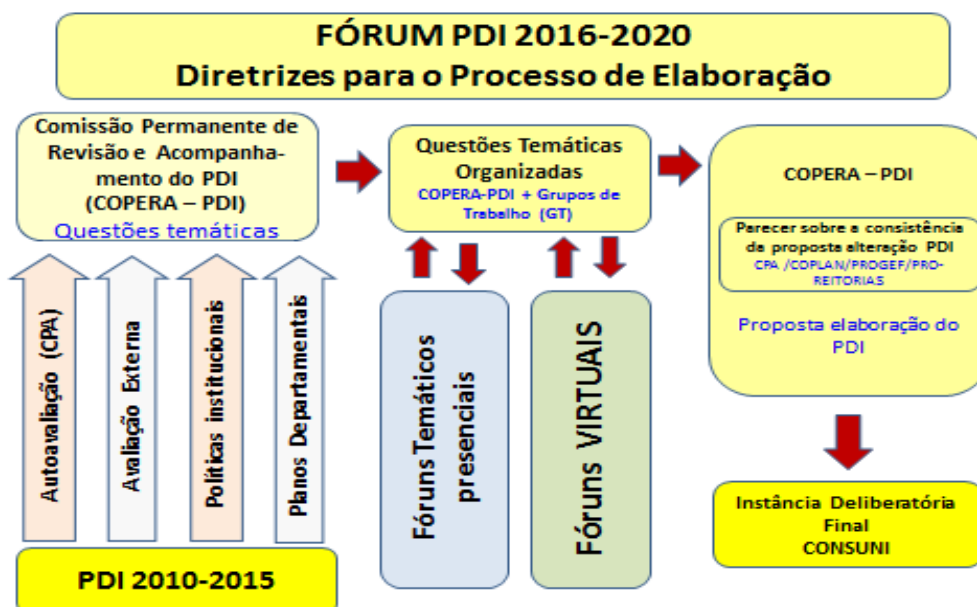 FÓRUM PDI 2016-2020
Diretrizes para o Processo de Elaboração
Comissão Permanente de
Revisão e Acompanha-
mento do PDI
(COPERA – PDI)
Questões temáticas
Autoavaliação (CPA)
Avaliação Externa
Políticas institucionais
Planos Departamentais
PDI 2010-2015
Questões Temáticas
Organizadas
COPERA-PDI + Grupos de
Trabalho (GT)
Fóruns Temáticos
presenciais
Fóruns VIRTUAIS
COPERA – PDI
Parecer sobre a consistência
da proposta alteração PDI
CPA /COPLAN/PROGEF/PRO-
REITORIAS
Proposta elaboração do
PDI
Instância Deliberatória
Final
CONSUNI